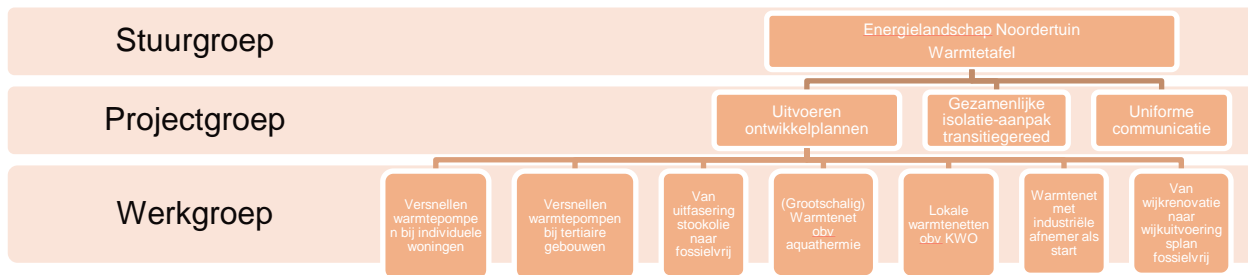 Stuurgroep
Energielandschap Noordertuin
Warmtetafel
Projectgroep
Uitvoeren
ontwikkelplannen
Gezamenlijke
isolatie-aanpak
transitiegereed
Uniforme
communicatie
Werkgroep
Versnellen
warmtepompe
n bij individuele
woningen
Versnellen
warmtepompen
bij tertiaire
gebouwen
Van
uitfasering
stookolie
naar
fossielvrij
(Grootschalig)
Warmtenet
obv
aquathermie
Lokale
warmtenetten
obv KWO
Warmtenet
met
industriële
afnemer als
start
Van
wijkrenovatie
naar
wijkuitvoering
splan
fossielvrij